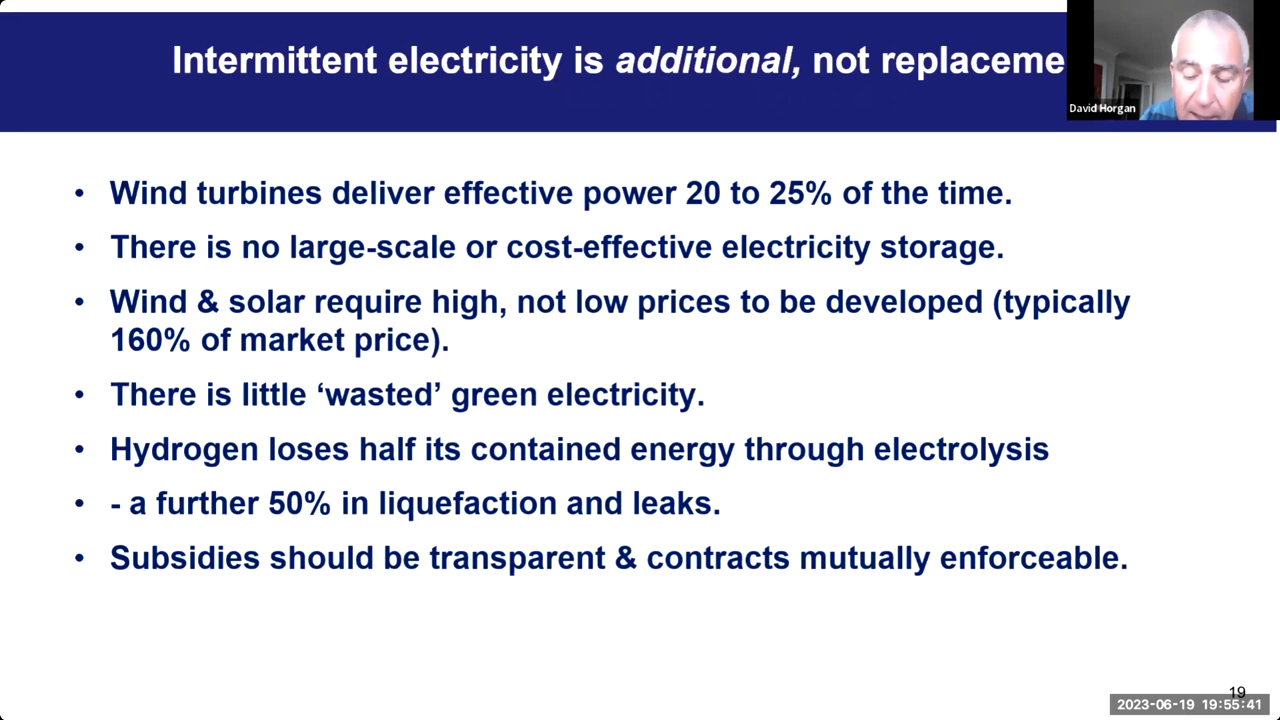 Intermittent electricity is additional, not replaceme
David Horgan
• Wind turbines deliver effective power 20 to 25% of the time.
• There is no large-scale or cost-effective electricity storage.
• Wind & solar require high, not low prices to be developed (typically
160% of market price).
• There is little ‘wasted’ green electricity.
• Hydrogen loses half its contained energy through electrolysis
• - a further 50% in liquefaction and leaks.
• Subsidies should be transparent & contracts mutually enforceable.
19
2023-06-19 19:55:41